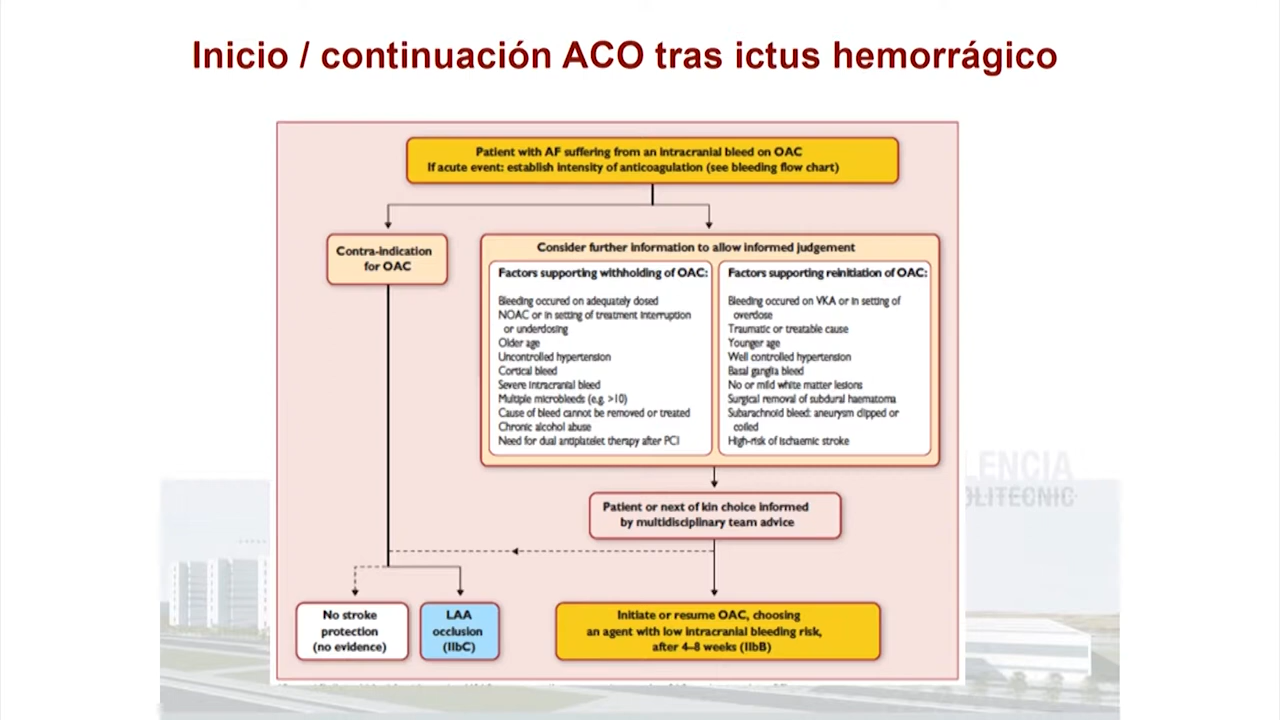 Inicio / continuación ACO tras ictus hemorrágico
Patient with AF suffering from an intracranial bleed on OAC
If acute event: establish intensity of anticoagulation (see bleeding flow chart)
Contra-indication
for OAC
Consider further information to allow informed judgement
Factors supporting withholding of OAC:
Bleeding occured on adequately dosed
NOAC or in setting of treatment interruption
or underdosing
Older age
Uncontrolled hypertension
Cortical bleed
Severe intracranial bleed
Multiple microbleeds (e.g. >10)
Cause of bleed cannot be removed or treated
Chronic alcohol abuse
Need for dual antiplatelet therapy after PCI
Factors supporting reinitiation of OAC:
Bleeding occured on VKA or in setting of
overdose
Traumatic or treatable cause
Younger age
Well controlled hypertension
Basal ganglia bleed
No or mild white matter lesions
Surgical removal of subdural haematoma
Subarachnoid bleed: aneurysm clipped or
coiled
High-risk of ischaemic stroke
LENCIA
OLITECNIC
Patient or next of kin choice informed
by multidisciplinary team advice
No stroke
protection
(no evidence)
LAA
occlusion
(IIbC)
Initiate or resume OAC, choosing
an agent with low intracranial bleeding risk,
after 4–8 weeks (IIbB)